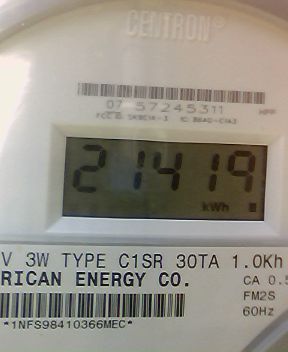 CENTRON®
07 57245311
21419
kWh
V 3W TYPE C1SR 30TA 1.0Kh
RICAN ENERGY CO.
CA 0.5
FM2S
60Hz
*1NFS98410366MEC*